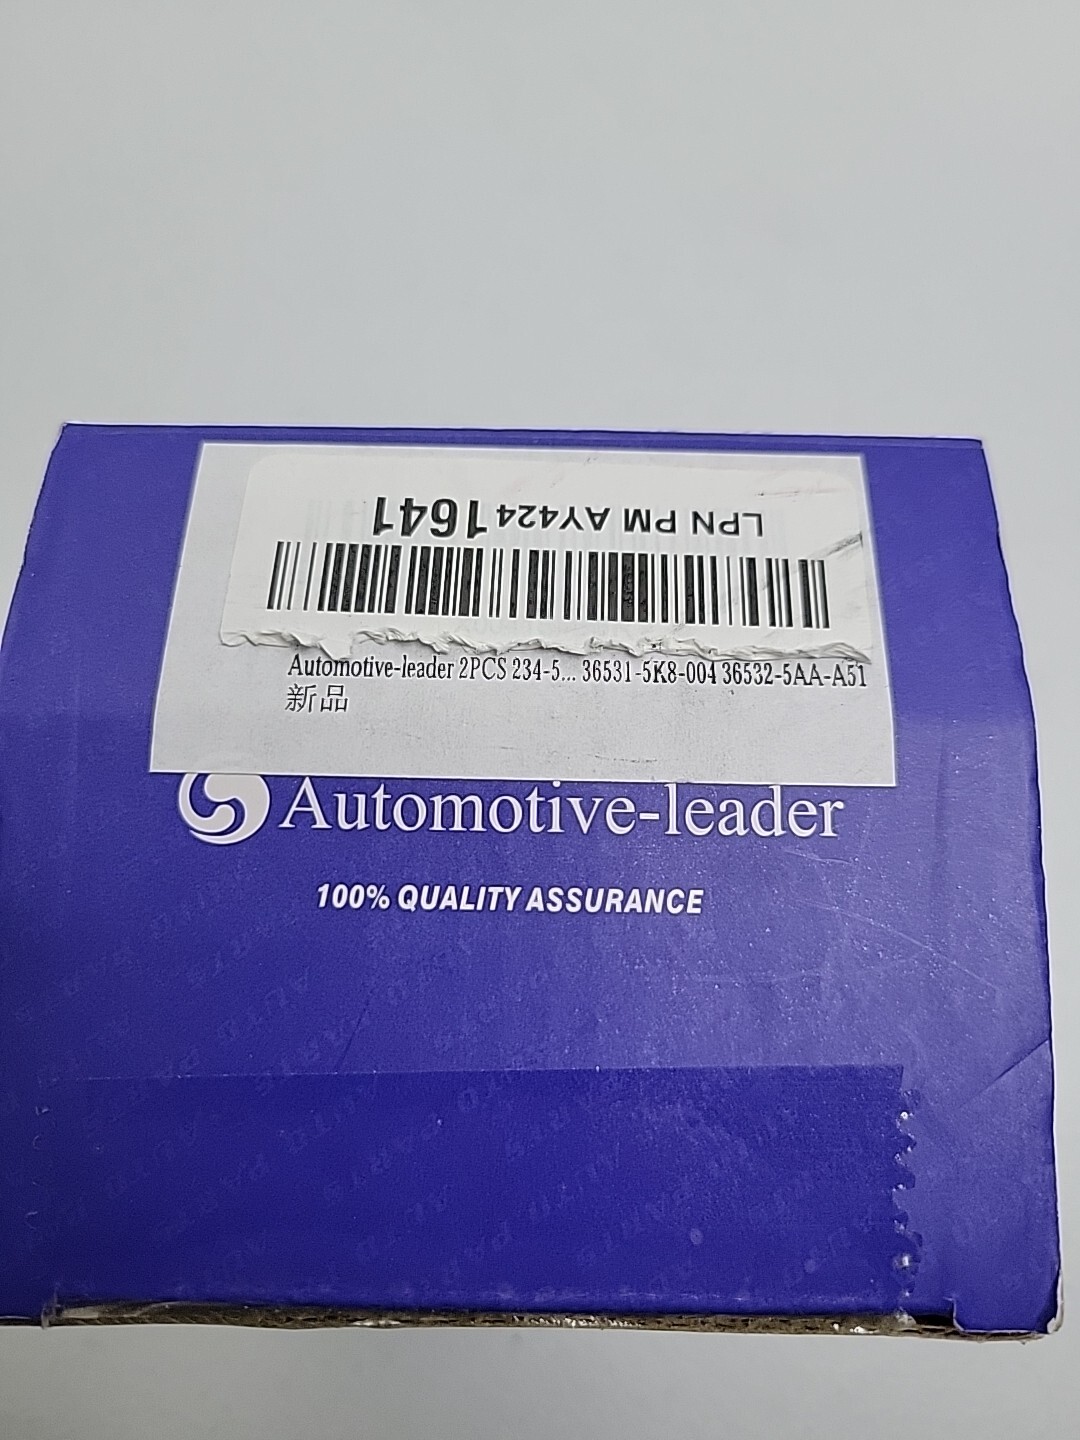 LPN PM AY424 1641
Automotive-leader 2PCS 234-5... 36531-5K8-004 36532-5AA-A51
新品
Automotive-leader
100% QUALITY ASSURANCE